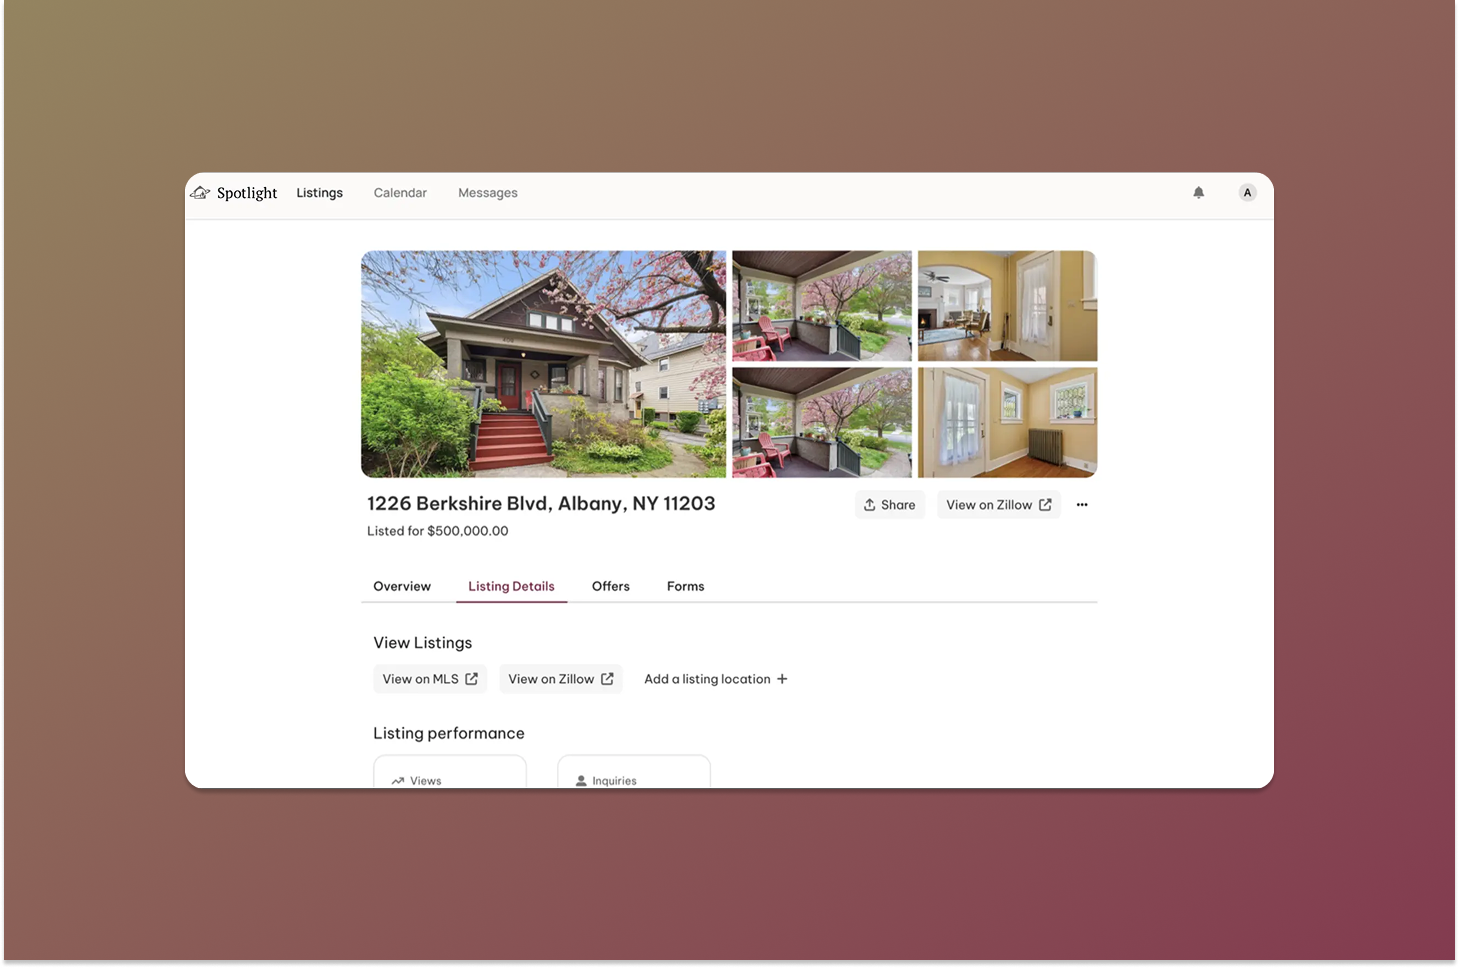 Spotlight Listings Calendar Messages A
1226 Berkshire Blvd, Albany, NY 11203
Share View on Zillow
Listed for $500,000.00
Overview Listing Details Offers Forms
View Listings
View on MLS View on Zillow Add a listing location +
Listing performance
Views Inquiries